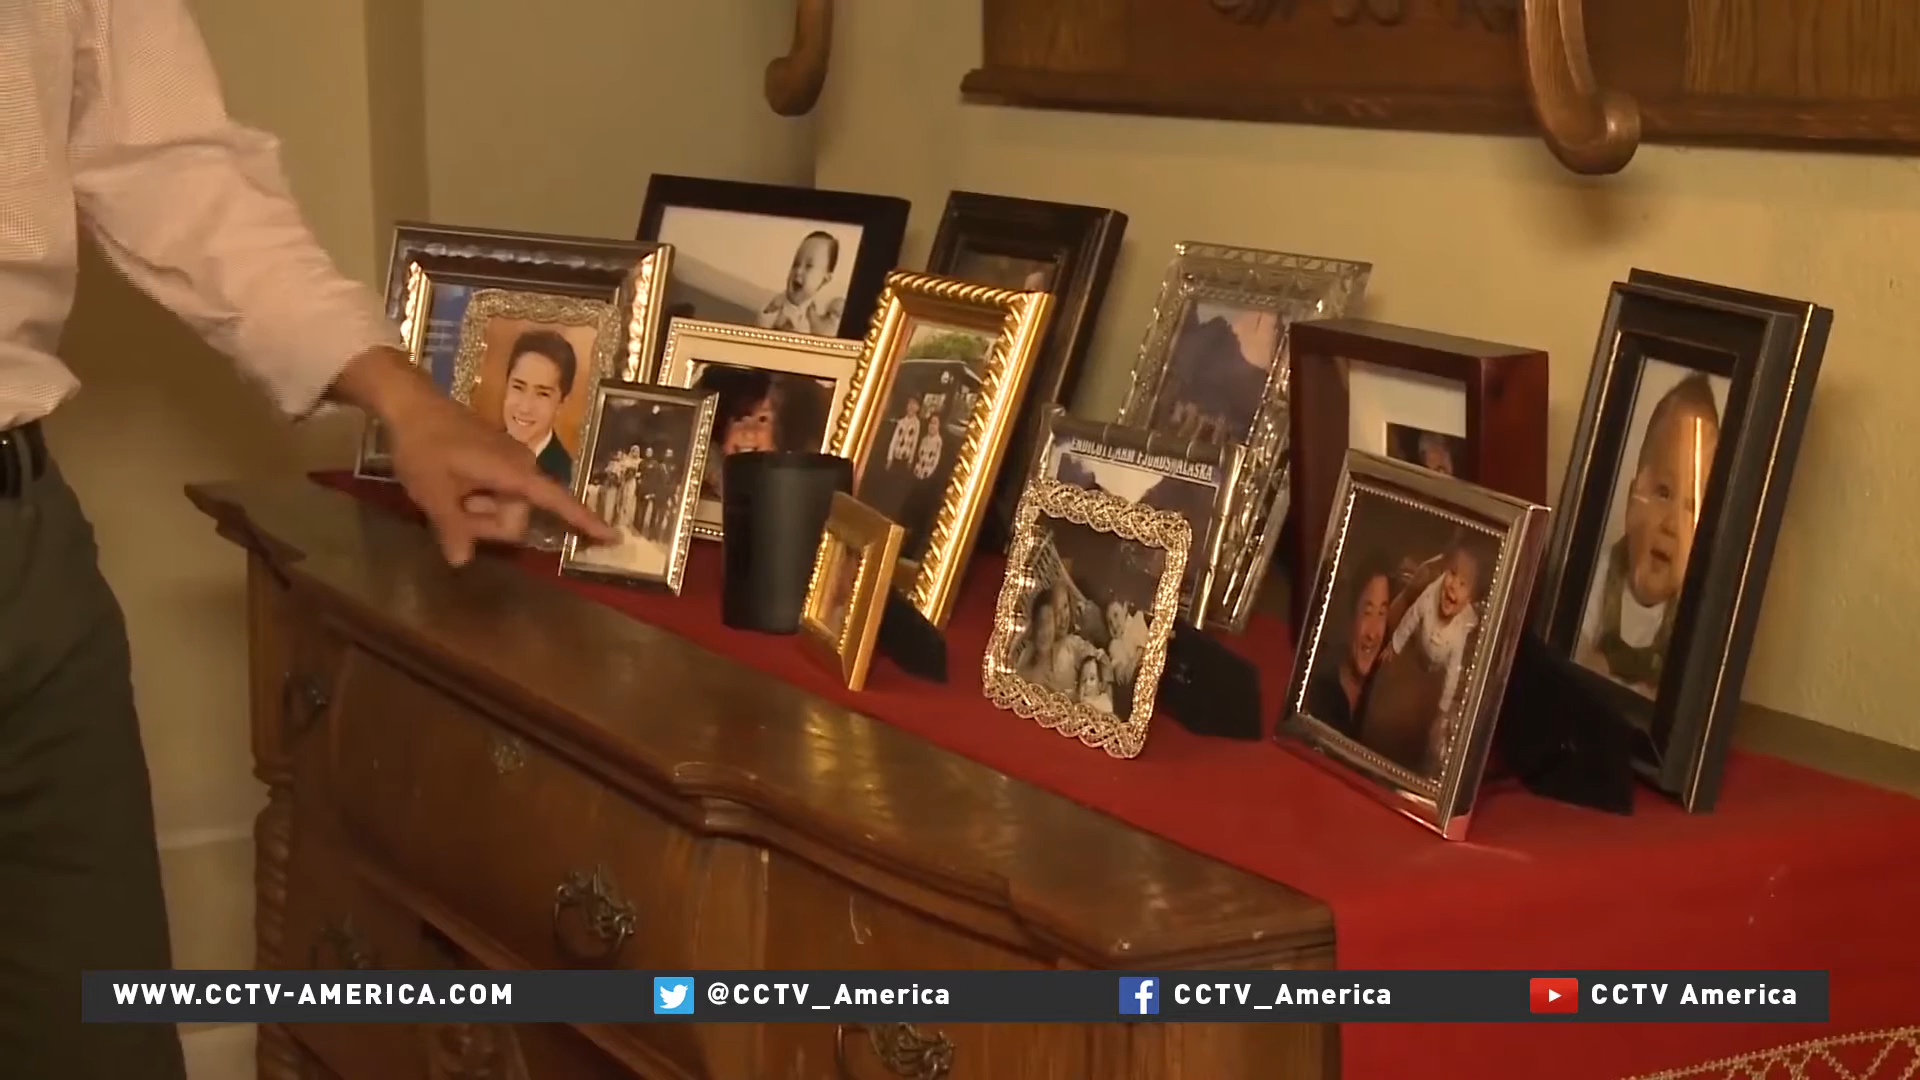 ENDICOTT ARM FJORDS, ALASKA
WWW.CCTV-AMERICA.COM
@CCTV_America
CCTV_America
CCTV America